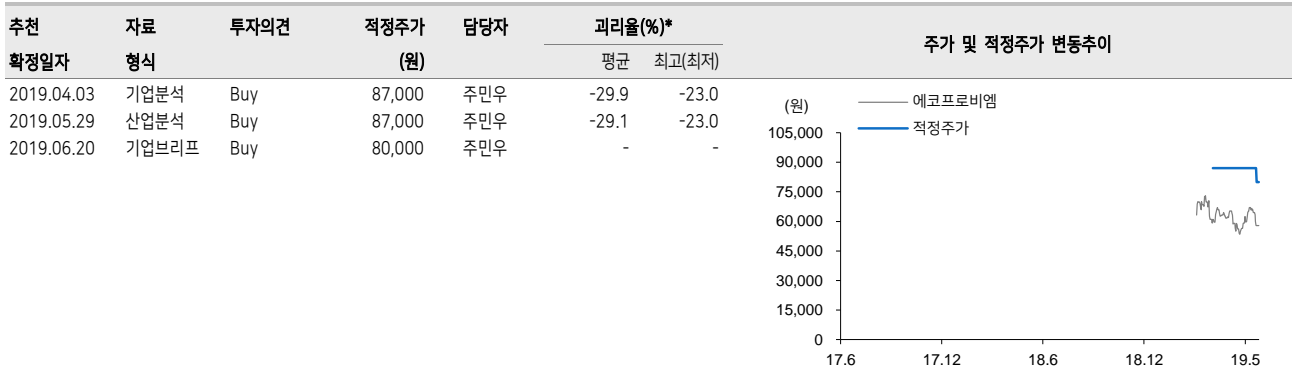 추천 자료 투자의견 적정주가 담당자 괴리율(%)* 주가 및 적정주가 변동추이
확정일자 형식 (원) 평균 최고(최저)
2019.04.03 기업분석 Buy 87,000 주민우 -29.9 -23.0
2019.05.29 산업분석 Buy 87,000 주민우 -29.1 -23.0
2019.06.20 기업브리프 Buy 80,000 주민우 - -
(원)
에코프로비엠
적정주가
105,000
90,000
75,000
60,000
45,000
30,000
15,000
0
17.6 17.12 18.6 18.12 19.5